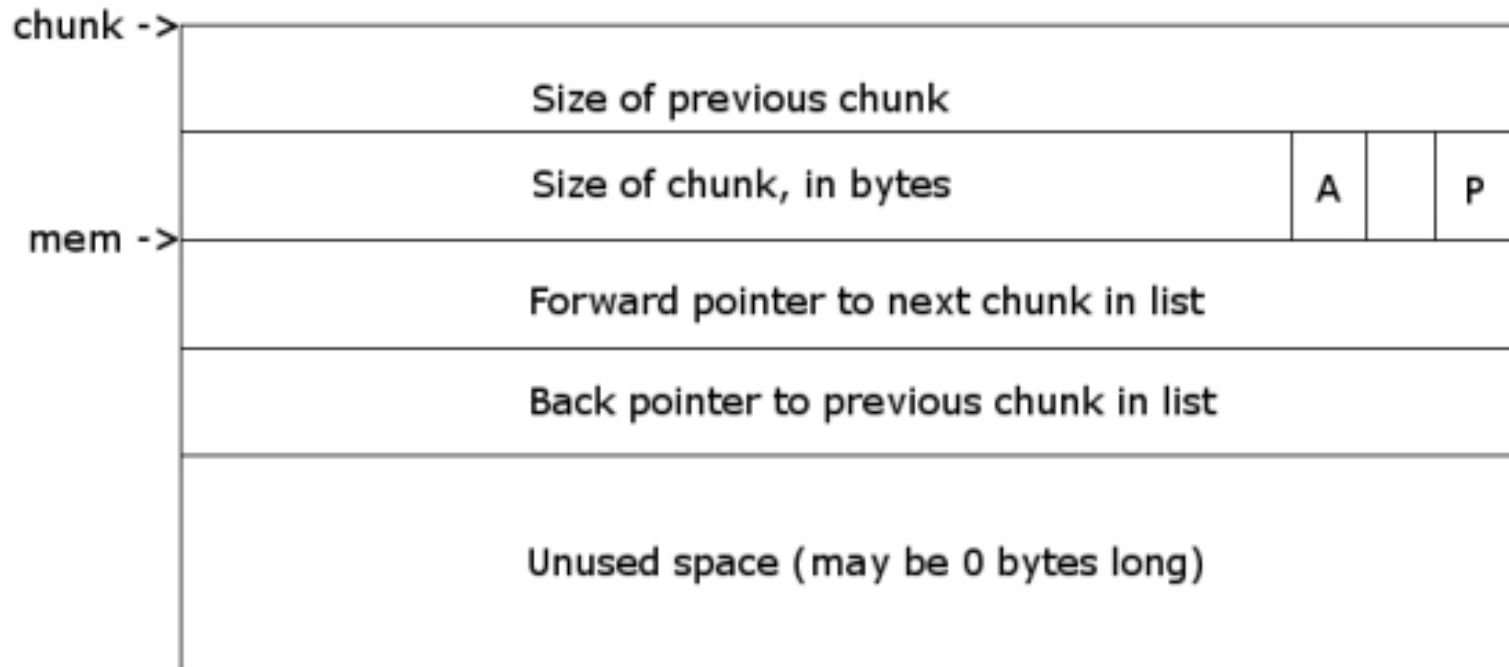 chunk ->
Size of previous chunk
Size of chunk, in bytes A P
mem ->
Forward pointer to next chunk in list
Back pointer to previous chunk in list
Unused space (may be 0 bytes long)